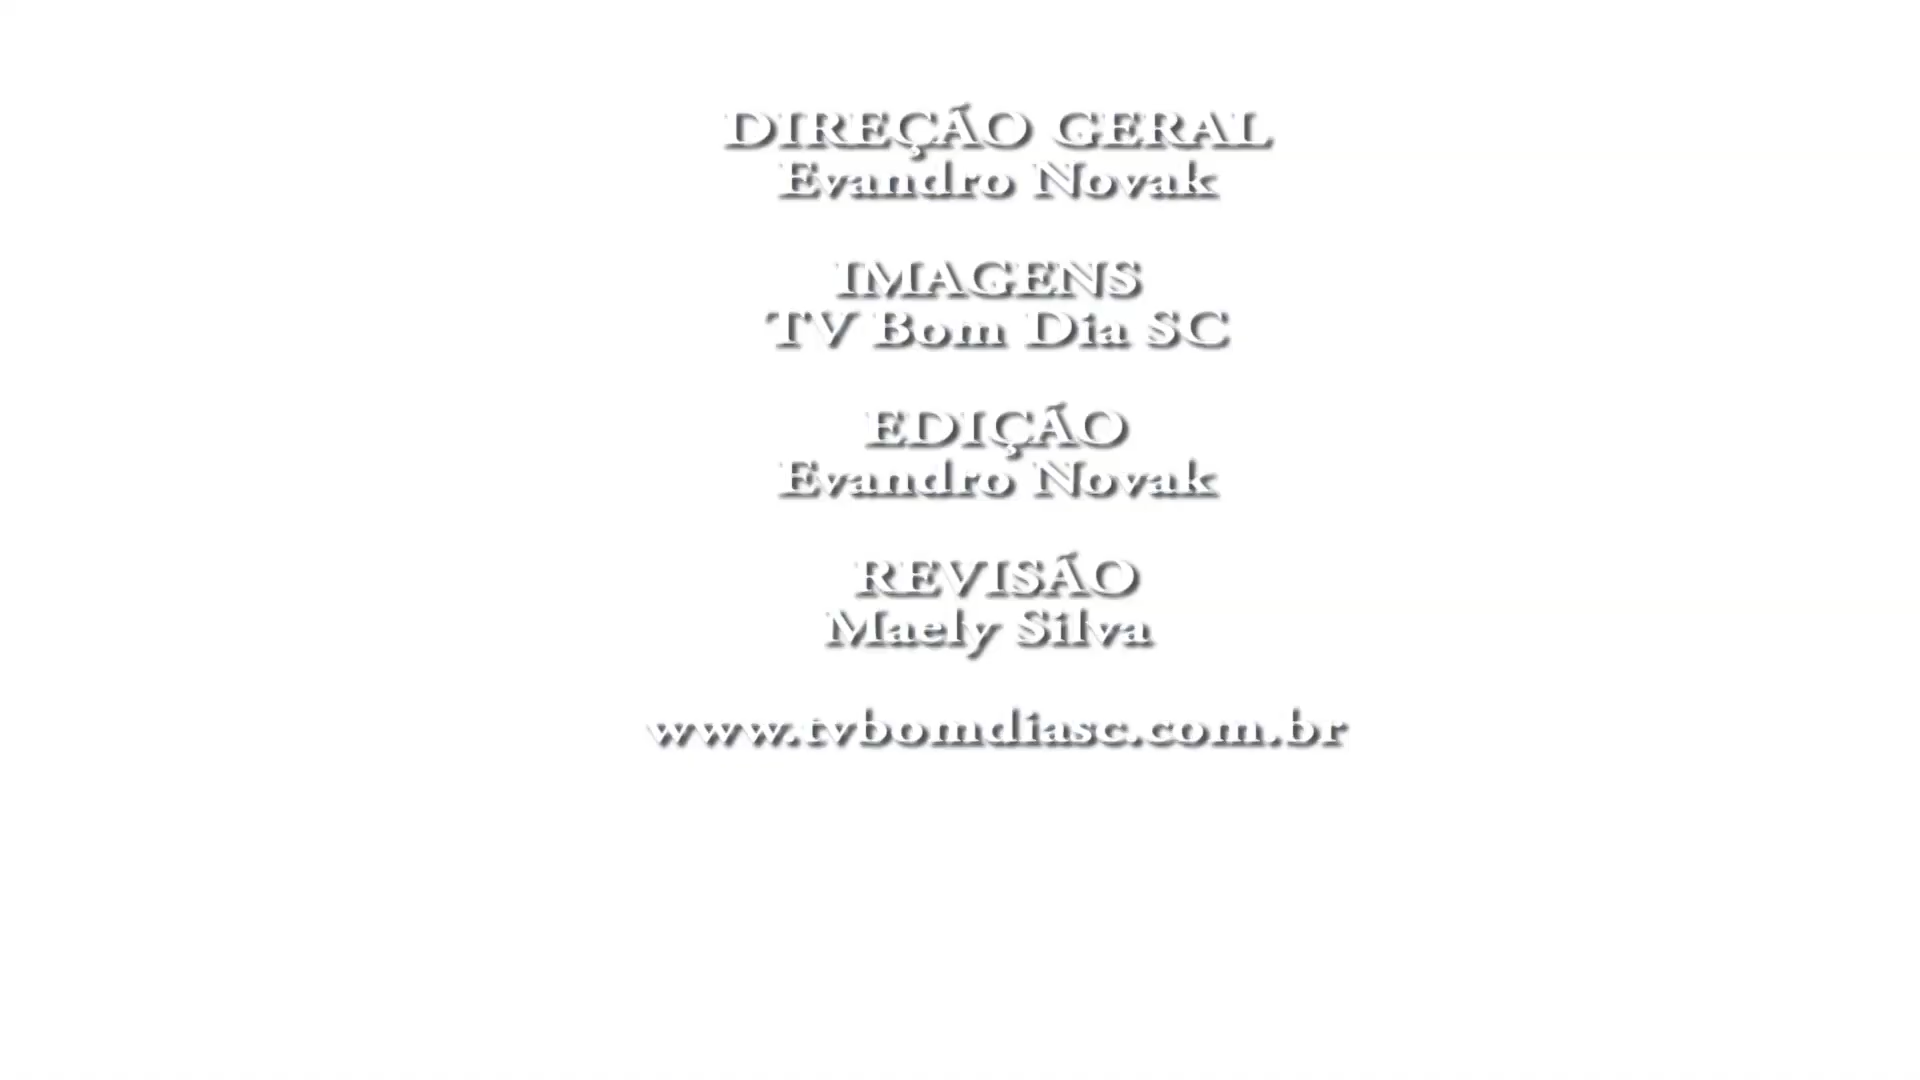 DIREÇÃO GERAL
Evandro Novak
IMAGENS
TV Bom Dia SC
EDIÇÃO
Evandro Novak
REVISÃO
Maely Silva
www.tvbomdiasc.com.br